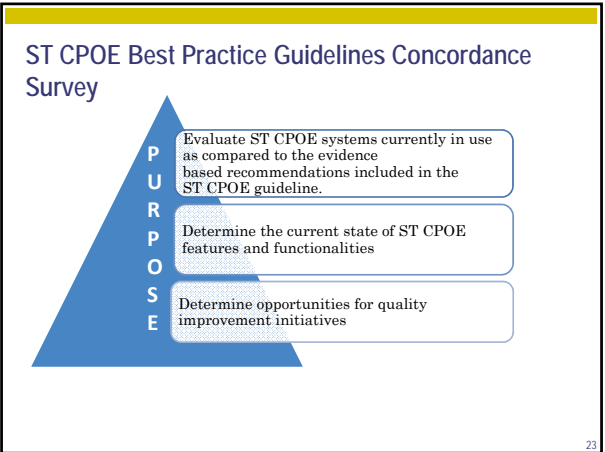 ST CPOE Best Practice Guidelines Concordance
Survey
P
U
R
P
O
S
E
Evaluate ST CPOE systems currently in use
as compared to the evidence
based recommendations included in the
ST CPOE guideline.
Determine the current state of ST CPOE
features and functionalities
Determine opportunities for quality
improvement initiatives
23